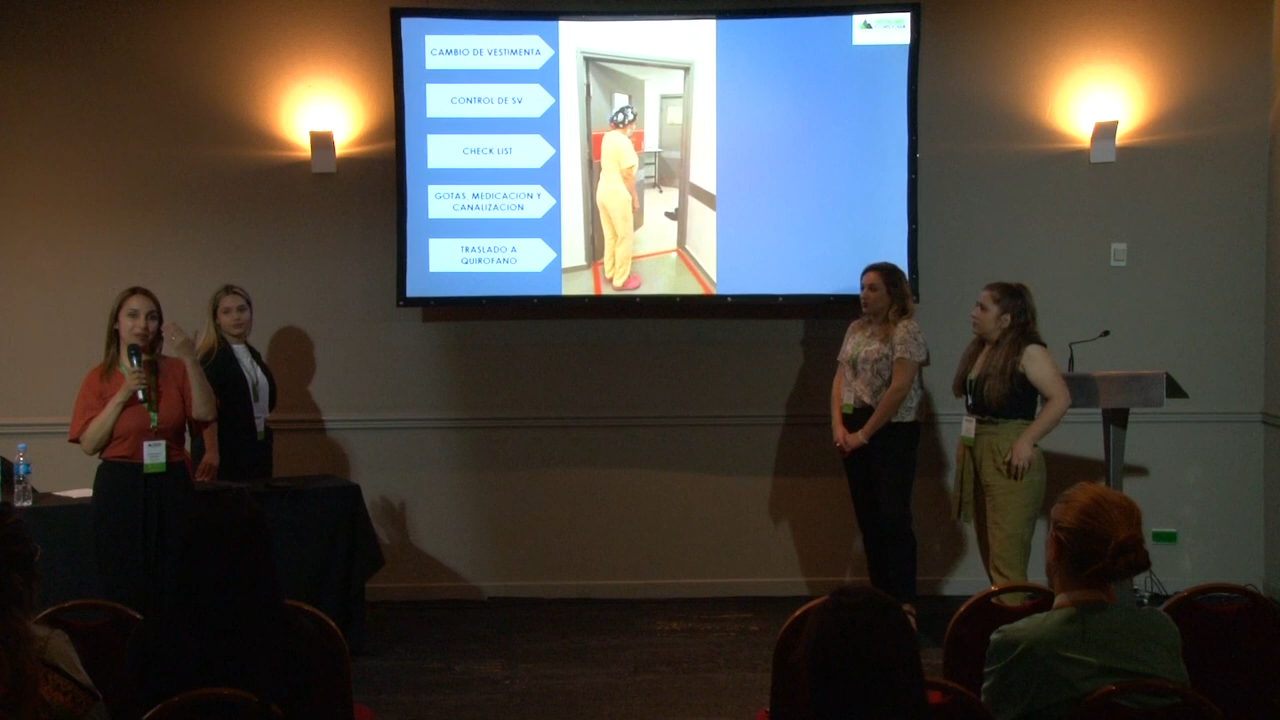 CAMBIO DE VESTIMENTA
CONTROL DE SV
CHECK LIST
GOTAS, MEDICACION Y
CANALIZACION
TRASLADO A
QUIROFANO